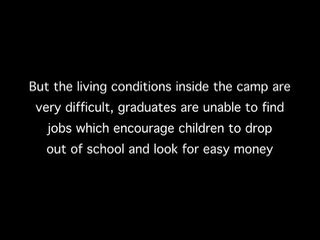 But the living conditions inside the camp are
very difficult, graduates are unable to find
jobs which encourage children to drop
out of school and look for easy money